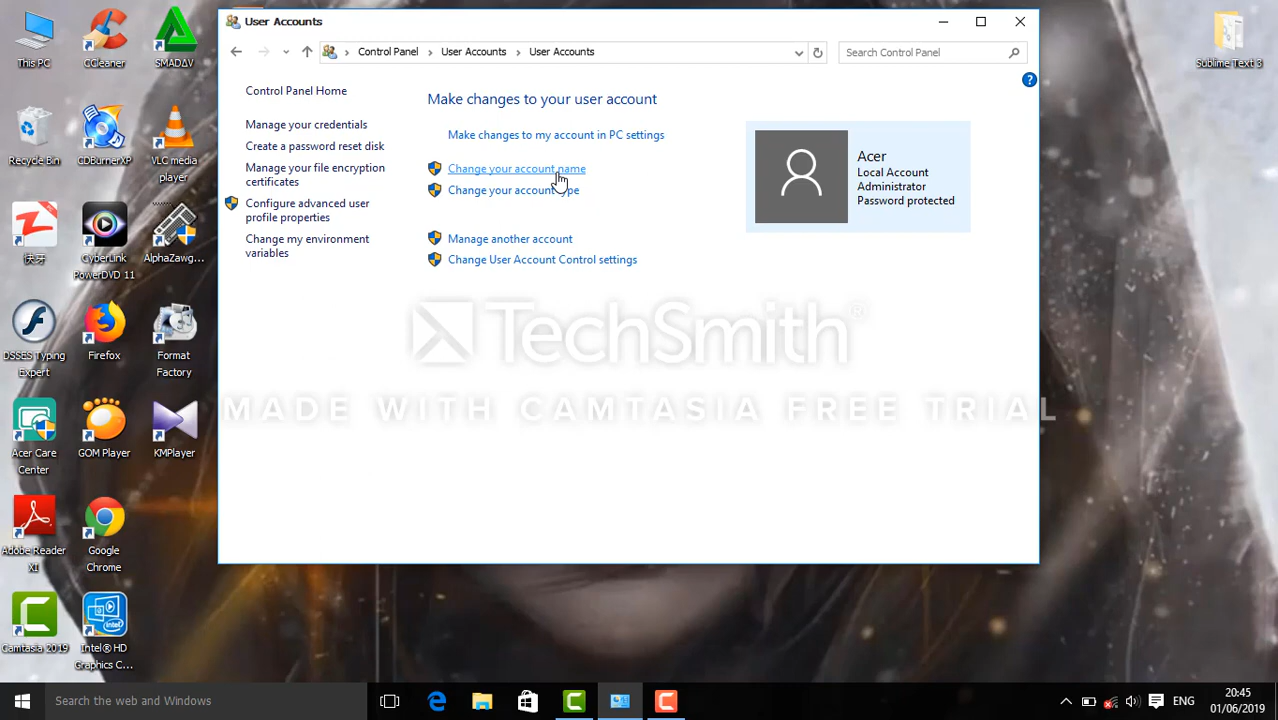 User Accounts
Control Panel
User Accounts
User Accounts
Search Control Panel
Control Panel Home
Manage your credentials
Create a password reset disk
Manage your file encryption
certificates
Configure advanced user
profile properties
Change my environment
variables
Make changes to your user account
Make changes to my account in PC settings
Change your account name
Change your account type
Manage another account
Change User Account Control settings
Acer
Local Account
Administrator
Password protected
TechSmith®
MADE WITH CAMTASIA FREE TRIAL
This PC
CCleaner
SMADΔV
Recycle Bin
CDBurnerXP
VLC media
player
快牙
CyberLink
PowerDVD 11
AlphaZawg...
DSSES Typing
Expert
Firefox
Format
Factory
Acer Care
Center
GOM Player
KMPlayer
Adobe Reader
XI
Google
Chrome
Camtasia 2019
Intel® HD
Graphics C...
Sublime Text 3
Search the web and Windows
ENG
20:45
01/06/2019